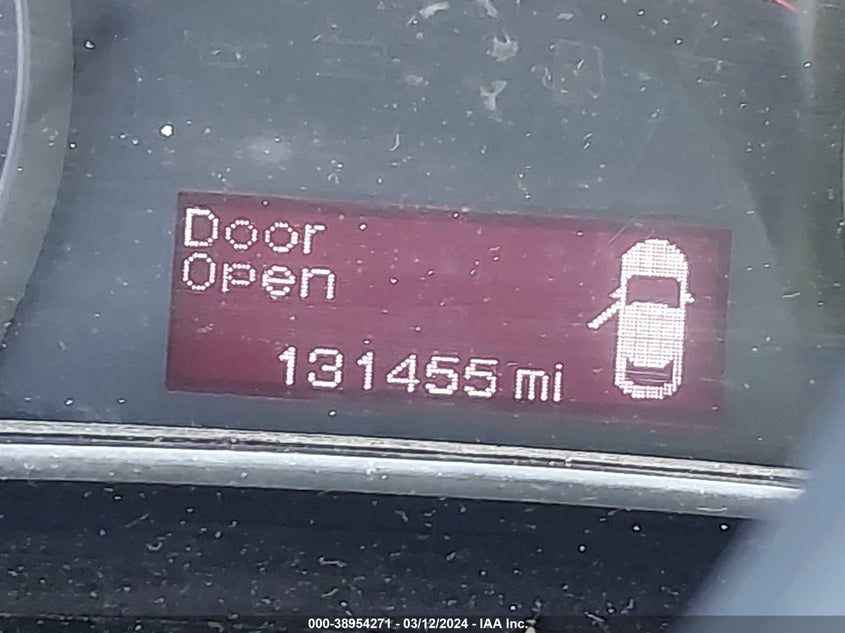 Door
Open
131455 mi
000-38954271 - 03/12/2024 - IAA Inc.